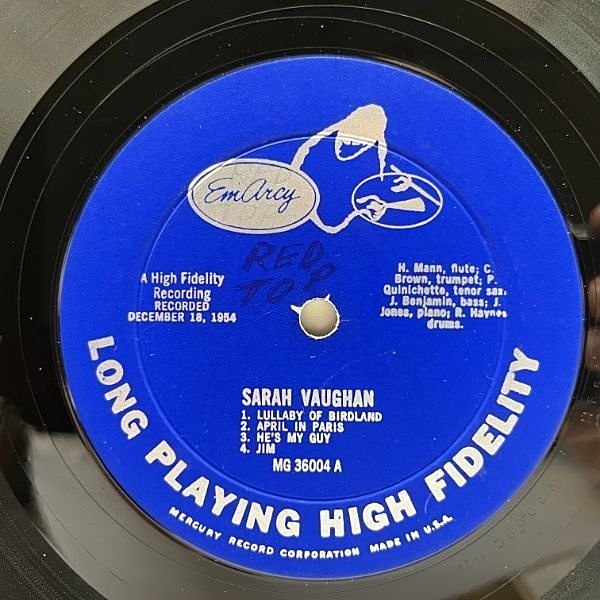 EmArcy
RED
TOP
A High Fidelity
Recording
RECORDED
DECEMBER 18, 1954
H. Mann, flute; C.
Brown, trumpet; P.
Quinichette, tenor sax;
J. Benjamin, bass; J.
Jones, piano; R. Haynes
drums.
SARAH VAUGHAN
1. LULLABY OF BIRDLAND
2. APRIL IN PARIS
3. HE'S MY GUY
4. JIM
MG 36004 A
LONG PLAYING HIGH FIDELITY
MERCURY RECORD CORPORATION MADE IN U.S.A.
MG 36004A